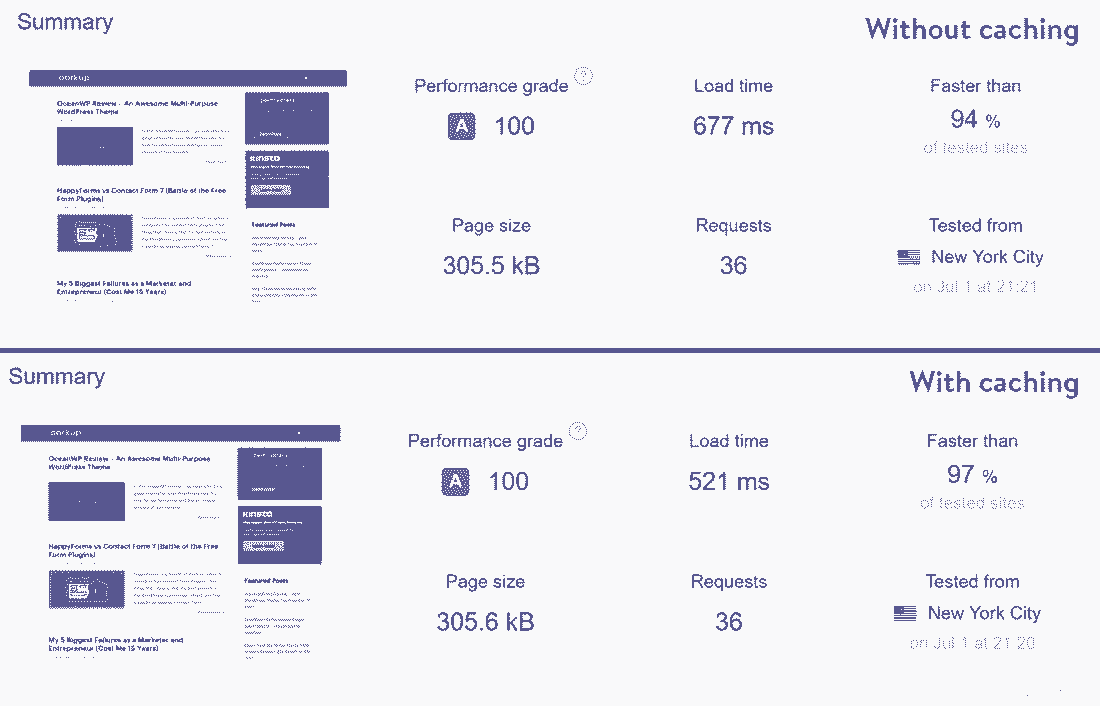 Summary
Without caching
OceanWP Review - An Awesome Multi-Purpose
WordPress Theme
HappyForms vs Contact Form 7 (Battle of the Free
Form Plugins)
My 5 Biggest Failures as a Marketer and
Entrepreneur (Cost Me 15 Years)
KINSTA
Featured Posts
Performance grade ?
A 100
Load time
677 ms
Faster than
94 %
of tested sites
Page size
305.5 kB
Requests
36
Tested from
New York City
on Jul 1 at 21:21
Summary
With caching
OceanWP Review - An Awesome Multi-Purpose
WordPress Theme
HappyForms vs Contact Form 7 (Battle of the Free
Form Plugins)
My 5 Biggest Failures as a Marketer and
Entrepreneur (Cost Me 15 Years)
KINSTA
Featured Posts
Performance grade ?
A 100
Load time
521 ms
Faster than
97 %
of tested sites
Page size
305.6 kB
Requests
36
Tested from
New York City
on Jul 1 at 21:20